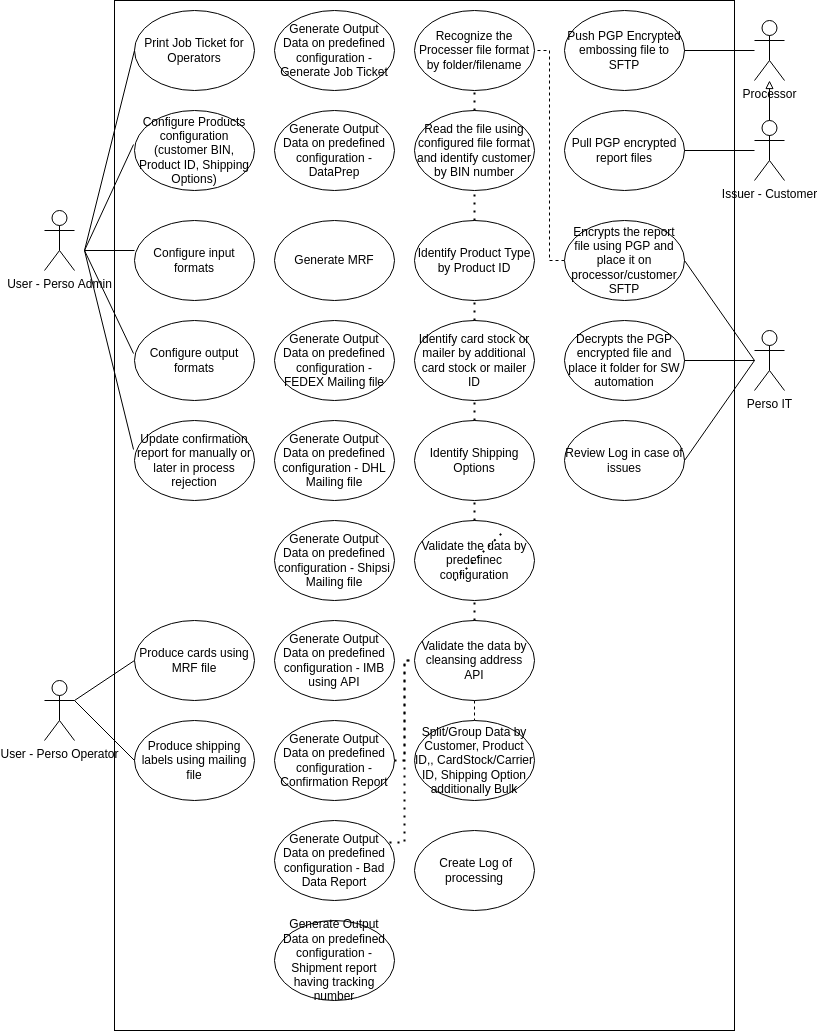 Print Job Ticket for
Operators
Generate Output
Data on predefined
configuration -
Generate Job Ticket
Recognize the
Processer file format
by folder/filename
Push PGP Encrypted
embossing file to
SFTP
Processor
Configure Products
configuration
(customer BIN,
Product ID, Shipping
Options)
Generate Output
Data on predefined
configuration -
DataPrep
Read the file using
configured file format
and identify customer
by BIN number
Pull PGP encrypted
report files
Issuer - Customer
User - Perso Admin
Configure input
formats
Generate MRF
Identify Product Type
by Product ID
Encrypts the report
file using PGP and
place it on
processor/customer
SFTP
Configure output
formats
Generate Output
Data on predefined
configuration -
FEDEX Mailing file
Identify card stock or
mailer by additional
card stock or mailer
ID
Decrypts the PGP
encrypted file and
place it folder for SW
automation
Perso IT
Update confirmation
report for manually or
later in process
rejection
Generate Output
Data on predefined
configuration - DHL
Mailing file
Identify Shipping
Options
Review Log in case of
issues
Generate Output
Data on predefined
configuration - Shipsi
Mailing file
Validate the data by
predefinec
configuration
Produce cards using
MRF file
Generate Output
Data on predefined
configuration - IMB
using API
Validate the data by
cleansing address
API
User - Perso Operator
Produce shipping
labels using mailing
file
Generate Output
Data on predefined
configuration -
Confirmation Report
Split/Group Data by
Customer, Product
ID,, CardStock/Carrier
ID, Shipping Option
additionally Bulk
Generate Output
Data on predefined
configuration - Bad
Data Report
Create Log of
processing
Generate Output
Data on predefined
configuration -
Shipment report
having tracking
number